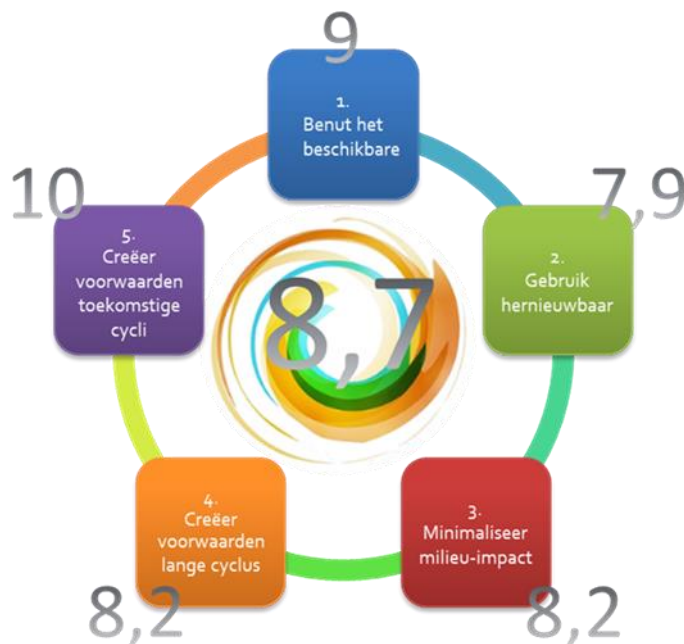 9
1.
Benut het
beschikbare
7,9
2.
Gebruik
hernieuwbaar
3.
Minimaliseer
milieu-impact
8,2
4.
Creëer
voorwaarden
lange cyclus
8,2
10
5.
Creëer
voorwaarden
toekomstige
cycli
8,7